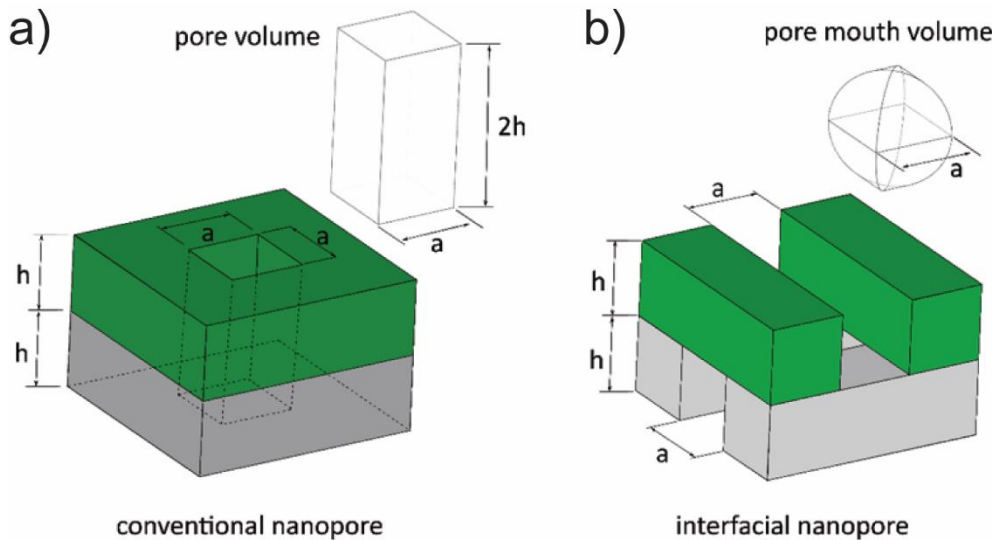 a)
pore volume
2h
a
a
a
h
h
conventional nanopore
b)
pore mouth volume
a
a
h
h
a
interfacial nanopore